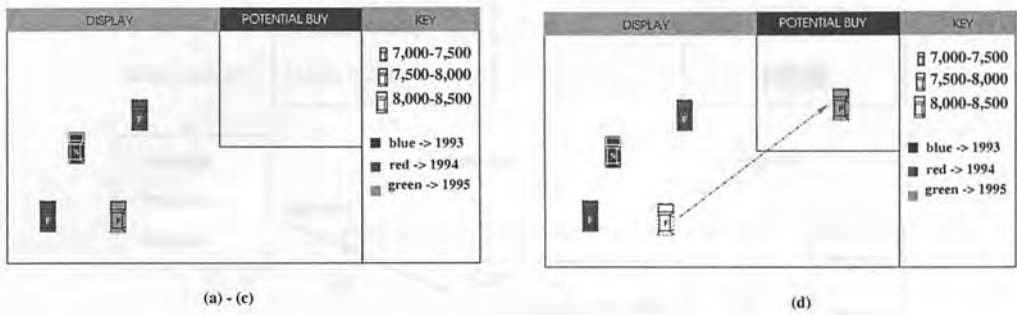 DISPLAY POTENTIAL BUY KEY
7,000-7,500
7,500-8,000
8,000-8,500
F
N
F
F
blue -> 1993
red -> 1994
green -> 1995
(a) - (c)
DISPLAY POTENTIAL BUY KEY
7,000-7,500
7,500-8,000
8,000-8,500
F
F
N
F
F
blue -> 1993
red -> 1994
green -> 1995
(d)